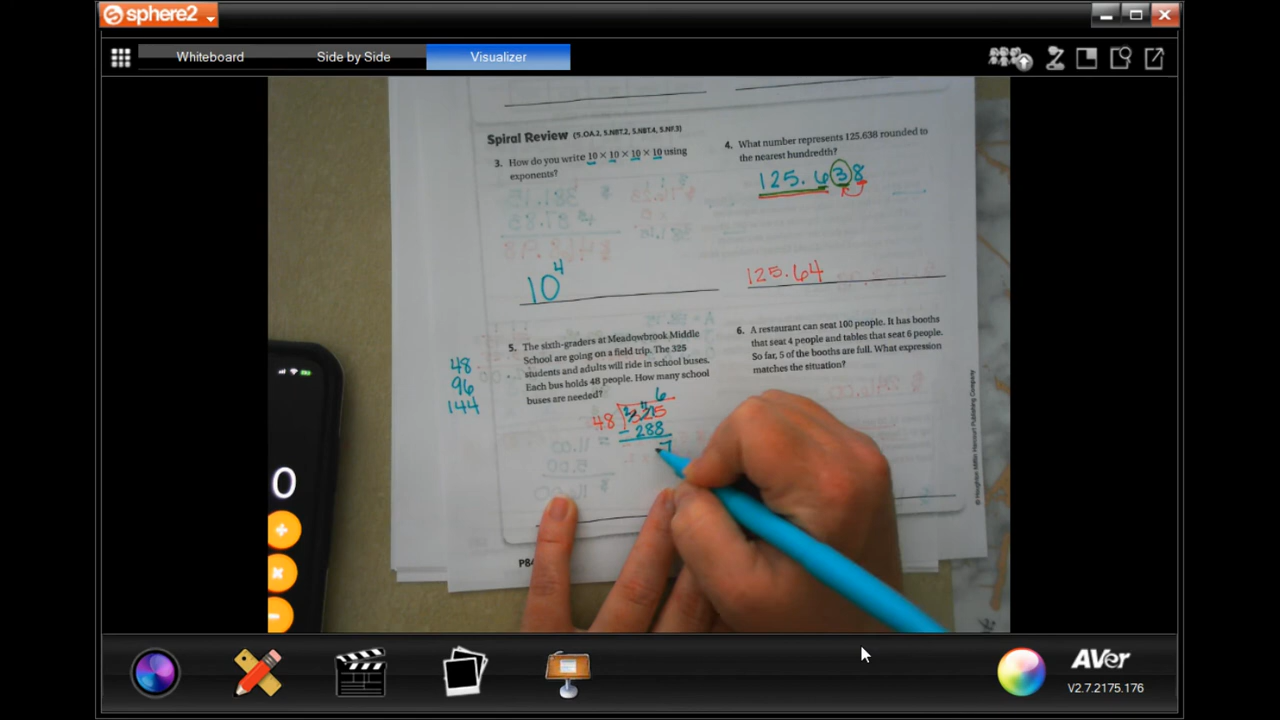 sphere2
Whiteboard
Side by Side
Visualizer
Spiral Review (5.OA.2, 5.NBT.2, 5.NBT.4, 5.NF.3)
3. How do you write 10 × 10 × 10 × 10 using
exponents?
10⁴
4. What number represents 125.638 rounded to
the nearest hundredth?
125.638
125.64
5. The sixth-graders at Meadowbrook Middle
School are going on a field trip. The 325
students and adults will ride in school buses.
Each bus holds 48 people. How many school
buses are needed?
48
96
144
6
48 325
- 288
7
6. A restaurant can seat 100 people. It has booths
that seat 4 people and tables that seat 6 people.
So far, 5 of the booths are full. What expression
matches the situation?
© Houghton Mifflin Harcourt Publishing Company
0
+
×
−
AVer
V2.7.2175.176